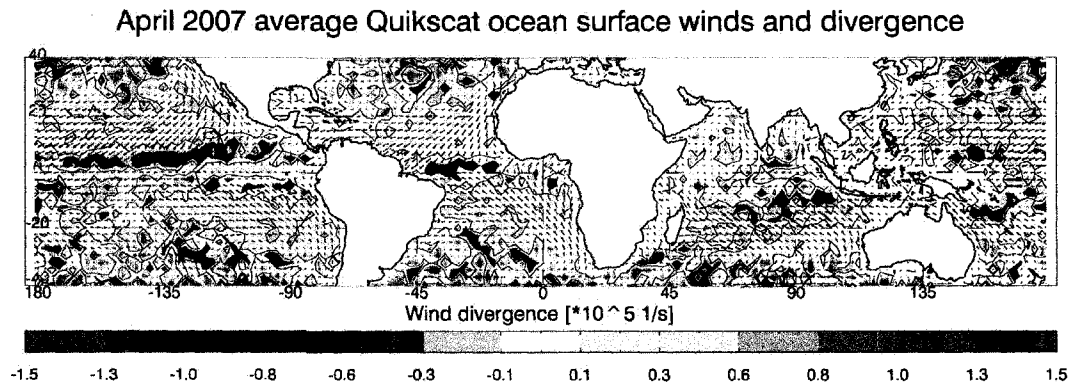 April 2007 average Quikscat ocean surface winds and divergence
40
20
-20
180 -135 -90 -45 0 45 90 135
Wind divergence [*10^5 1/s]
-1.5 -1.3 -1.0 -0.8 -0.6 -0.3 -0.1 0.1 0.3 0.6 0.8 1.0 1.3 1.5